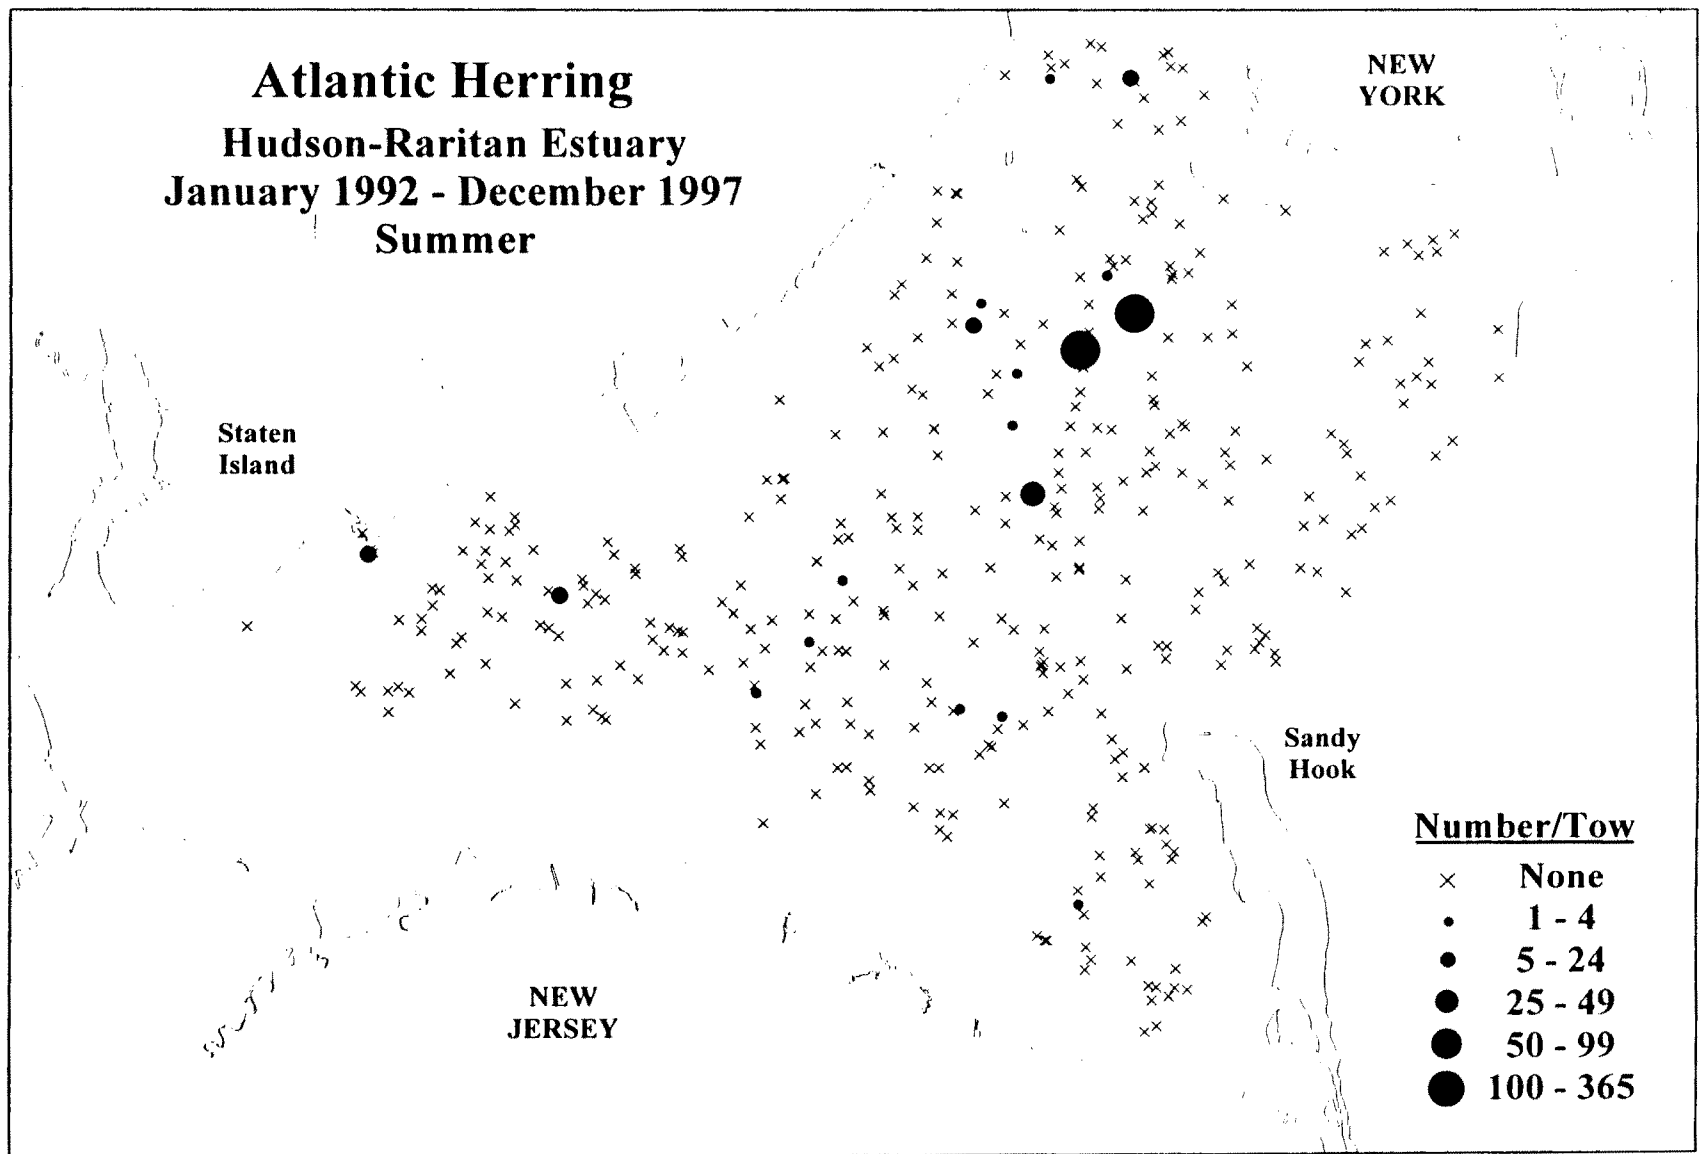 Atlantic Herring
Hudson-Raritan Estuary
January 1992 - December 1997
Summer
NEW
YORK
Staten
Island
Sandy
Hook
NEW
JERSEY
Number/Tow
None
1 - 4
5 - 24
25 - 49
50 - 99
100 - 365